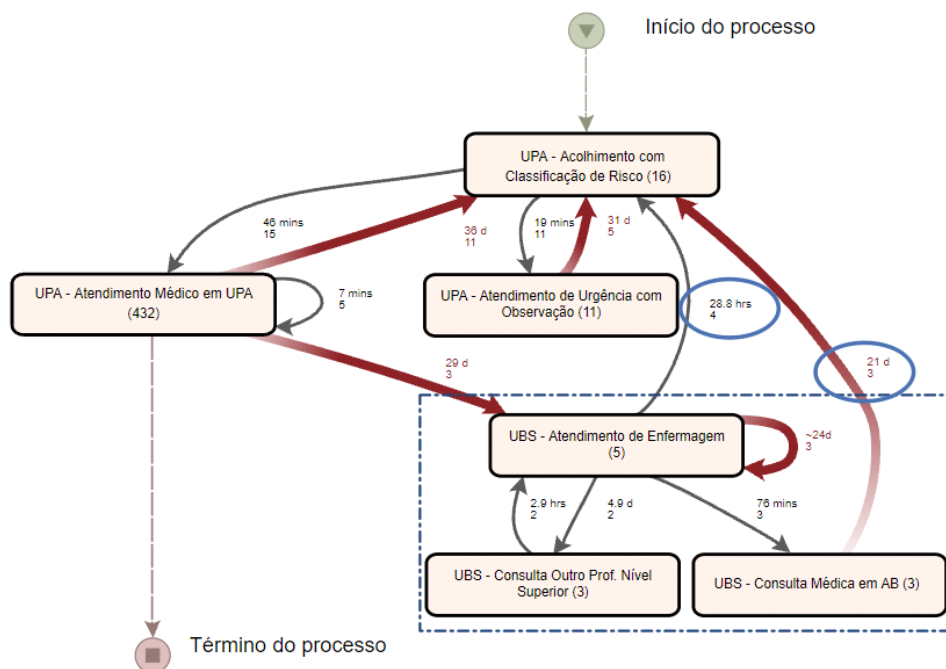 Início do processo
UPA - Acolhimento com
Classificação de Risco (16)
46 mins
15
36 d
11
19 mins
11
31 d
5
UPA - Atendimento Médico em UPA
(432)
7 mins
5
UPA - Atendimento de Urgência com
Observação (11)
28.8 hrs
4
29 d
3
21 d
3
UBS - Atendimento de Enfermagem
(5)
~24d
3
2.9 hrs
2
4.9 d
2
76 mins
3
UBS - Consulta Outro Prof. Nível
Superior (3)
UBS - Consulta Médica em AB (3)
Término do processo